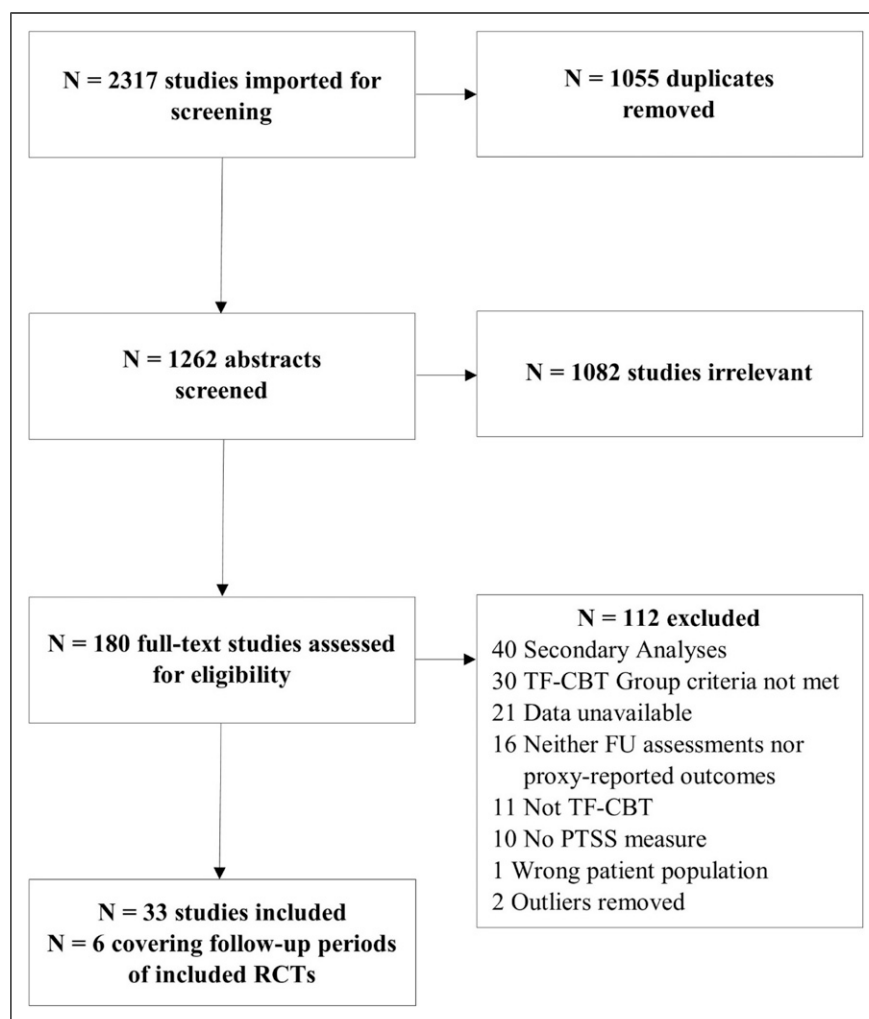 N = 2317 studies imported for
screening
N = 1055 duplicates
removed
N = 1262 abstracts
screened
N = 1082 studies irrelevant
N = 180 full-text studies assessed
for eligibility
N = 112 excluded
40 Secondary Analyses
30 TF-CBT Group criteria not met
21 Data unavailable
16 Neither FU assessments nor
proxy-reported outcomes
11 Not TF-CBT
10 No PTSS measure
1 Wrong patient population
2 Outliers removed
N = 33 studies included
N = 6 covering follow-up periods
of included RCTs